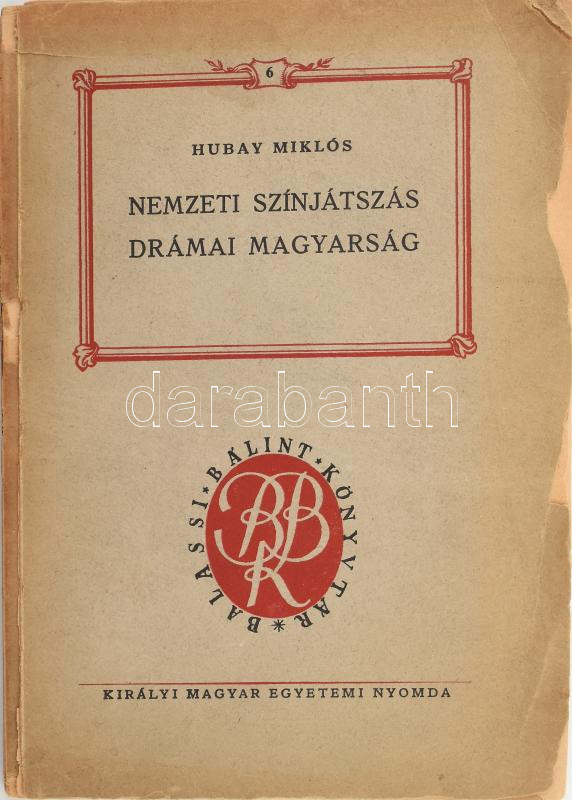 6
HUBAY MIKLÓS
NEMZETI SZÍNJÁTSZÁS
DRÁMAI MAGYARSÁG
darabanth
BALASSI * BÁLINT * KÖNYVTÁR *
BBK
KIRÁLYI MAGYAR EGYETEMI NYOMDA